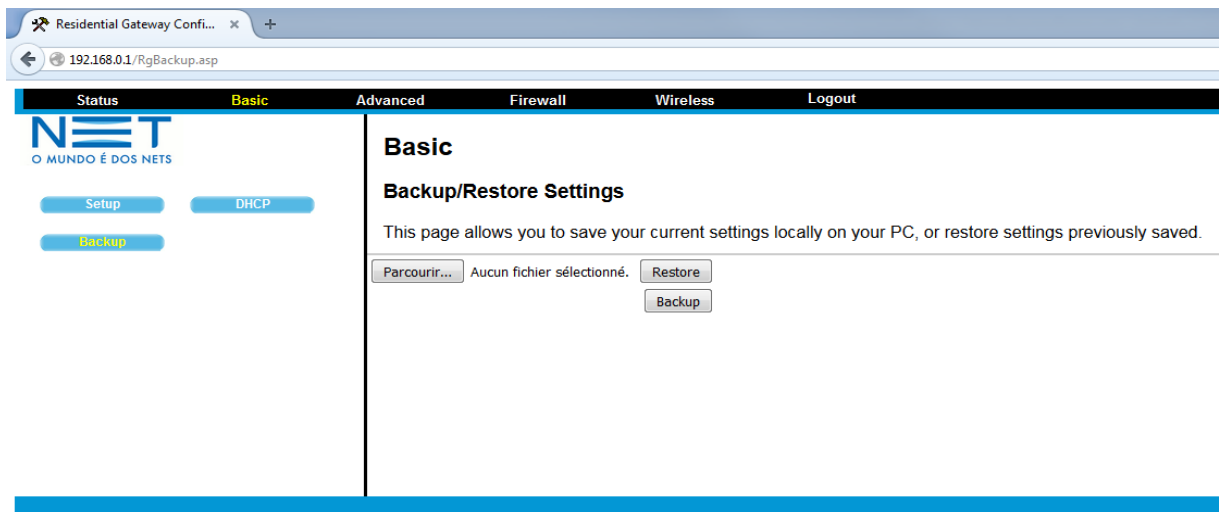 Residential Gateway Confi...
192.168.0.1/RgBackup.asp
Status Basic Advanced Firewall Wireless Logout
NET
O MUNDO É DOS NETS
Setup DHCP
Backup
Basic
Backup/Restore Settings
This page allows you to save your current settings locally on your PC, or restore settings previously saved.
Parcourir... Aucun fichier sélectionné. Restore
Backup